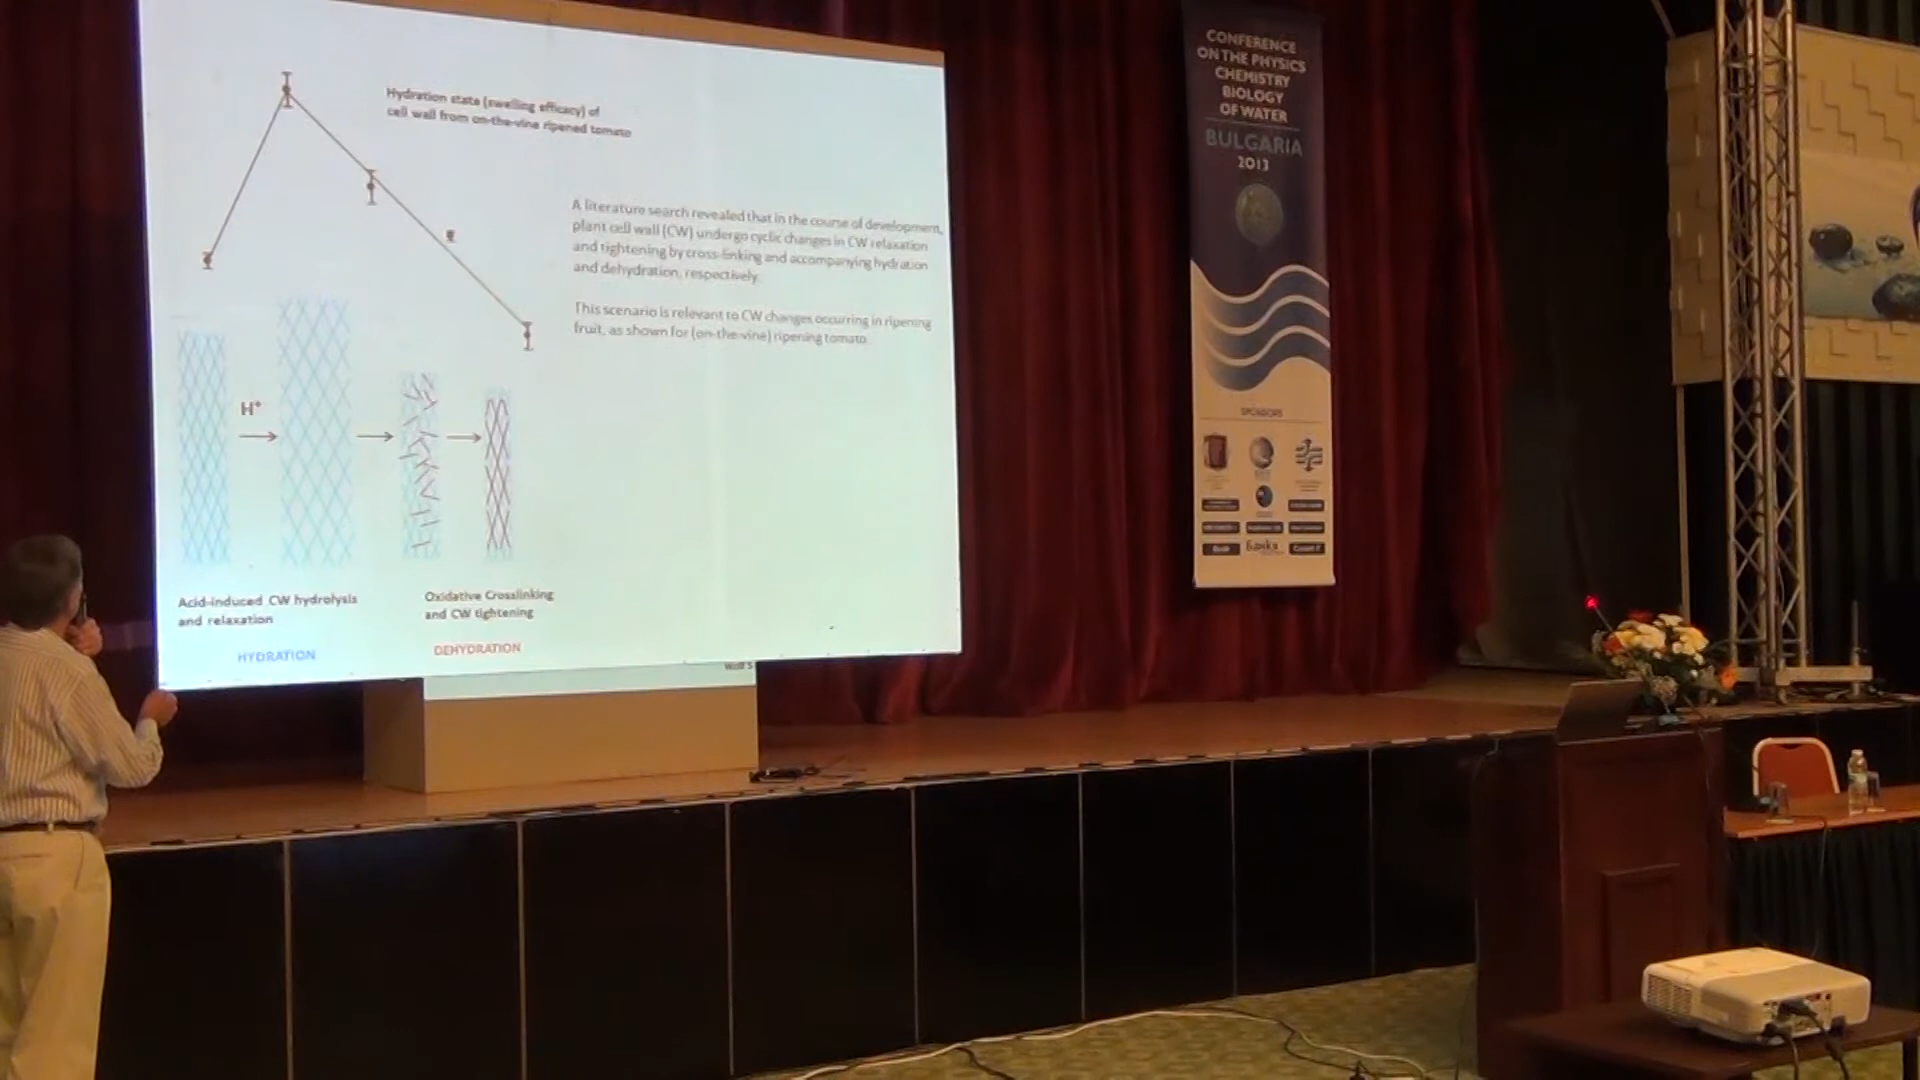 Hydration state (swelling efficacy) of
cell wall from on-the-vine ripened tomato
A literature search revealed that in the course of development,
plant cell wall (CW) undergo cyclic changes in CW relaxation
and tightening by cross-linking and accompanying hydration
and dehydration, respectively.
This scenario is relevant to CW changes occurring in ripening
fruit, as shown for (on-the-vine) ripening tomato.
H⁺
Acid-induced CW hydrolysis
and relaxation
HYDRATION
Oxidative Crosslinking
and CW tightening
DEHYDRATION
CONFERENCE
ON THE PHYSICS
CHEMISTRY
BIOLOGY
OF WATER
BULGARIA
2013
SPONSORS
Банкя